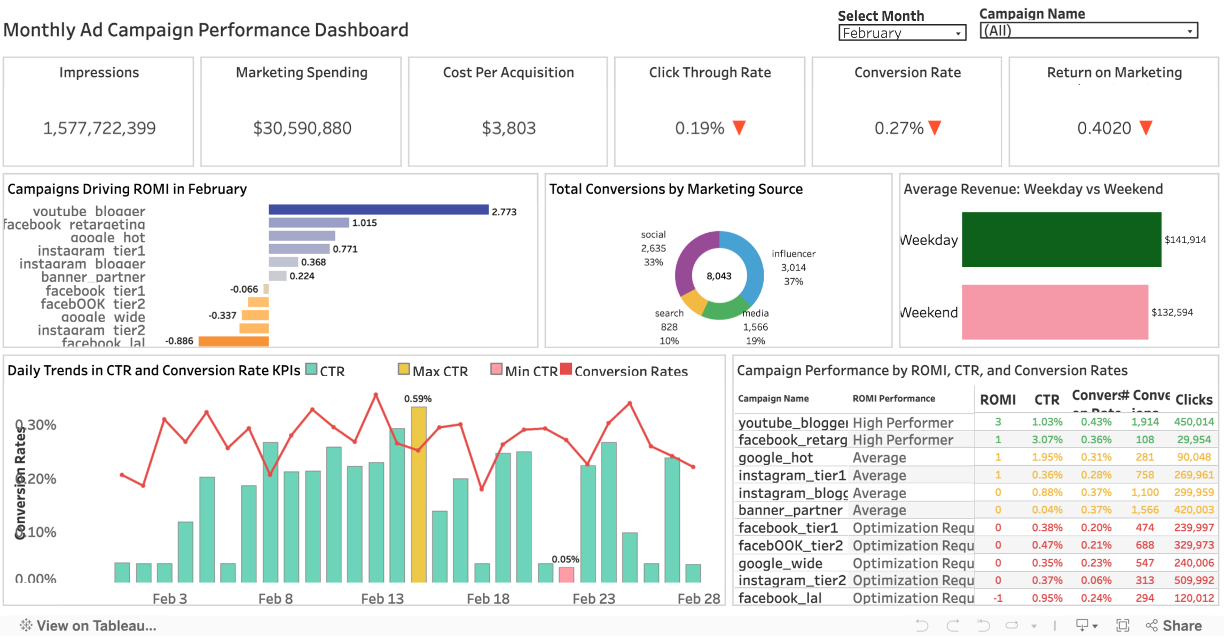 Monthly Ad Campaign Performance Dashboard
Select Month
February
Campaign Name
(All)
Impressions
1,577,722,399
Marketing Spending
$30,590,880
Cost Per Acquisition
$3,803
Click Through Rate
0.19%
Conversion Rate
0.27%
Return on Marketing
0.4020
Campaigns Driving ROMI in February
youtube_blogger 2.773
facebook_retargeting 1.015
google_hot
instagram_tier1 0.771
instagram_blogger 0.368
banner_partner 0.224
facebook_tier1 -0.066
facebOOK_tier2
google_wide -0.337
instagram_tier2
facebook_lal -0.886
Total Conversions by Marketing Source
social
2,635
33%
influencer
3,014
37%
8,043
search
828
10%
media
1,566
19%
Average Revenue: Weekday vs Weekend
Weekday $141,914
Weekend $132,594
Daily Trends in CTR and Conversion Rate KPIs
CTR
Max CTR
Min CTR
Conversion Rates
Conversion Rates
0.30%
0.20%
0.10%
0.00%
0.59%
0.05%
Feb 3 Feb 8 Feb 13 Feb 18 Feb 23 Feb 28
Campaign Performance by ROMI, CTR, and Conversion Rates
Campaign Name ROMI Performance ROMI CTR Convers # Conve Clicks
youtube_blogger High Performer 3 1.03% 0.43% 1,914 450,014
facebook_retarg High Performer 1 3.07% 0.36% 108 29,954
google_hot Average 1 1.95% 0.31% 281 90,048
instagram_tier1 Average 1 0.36% 0.28% 758 269,961
instagram_blogg Average 0 0.88% 0.37% 1,100 299,959
banner_partner Average 0 0.04% 0.37% 1,566 420,003
facebook_tier1 Optimization Requ 0 0.38% 0.20% 474 239,997
facebOOK_tier2 Optimization Requ 0 0.47% 0.21% 688 329,973
google_wide Optimization Requ 0 0.35% 0.23% 547 240,006
instagram_tier2 Optimization Requ 0 0.37% 0.06% 313 509,992
facebook_lal Optimization Requ -1 0.95% 0.24% 294 120,012
View on Tableau...
Share